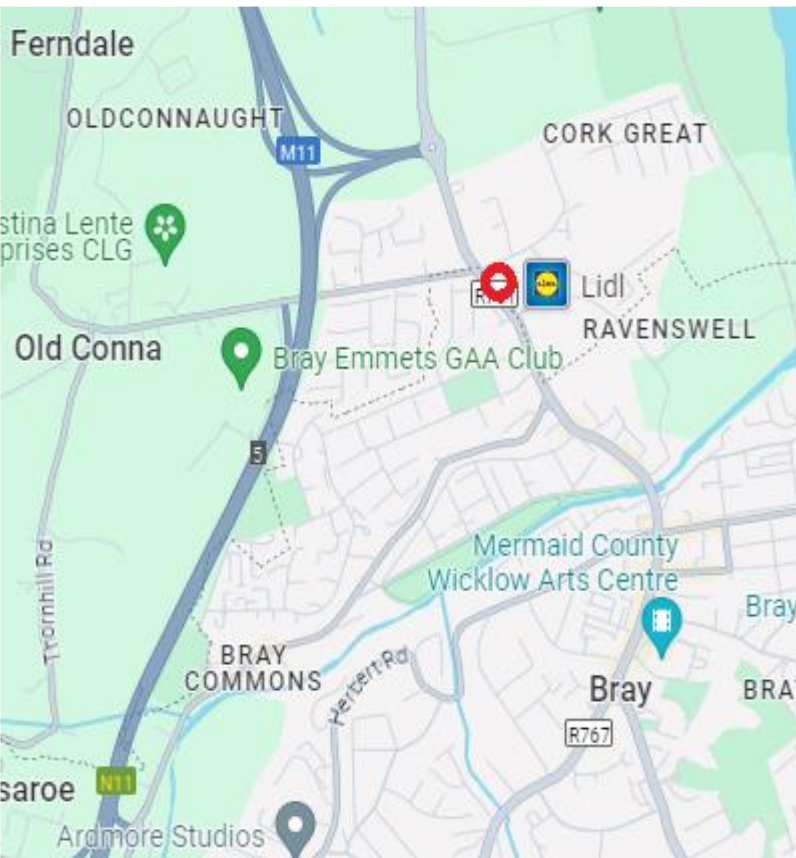 Ferndale
OLDCONNAUGHT
M11
CORK GREAT
stina Lente
prises CLG
Lidl
RAVENSWELL
Old Conna
Bray Emmets GAA Club
5
Thornhill Rd
Mermaid County
Wicklow Arts Centre
Bray
BRAY
COMMONS
Herbert Rd
Bray
BRA
R767
saroe
N11
Ardmore Studios